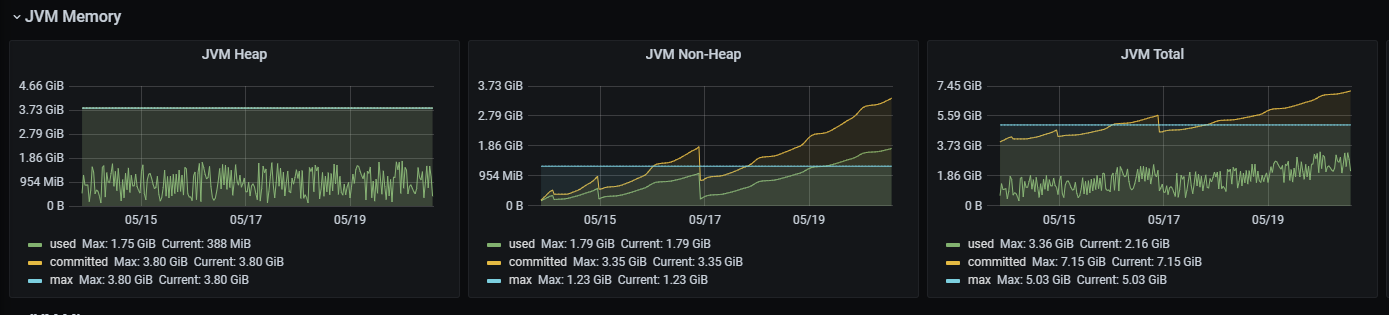 JVM Memory
JVM Heap
4.66 GiB
3.73 GiB
2.79 GiB
1.86 GiB
954 MiB
0 B
05/15 05/17 05/19
used Max: 1.75 GiB Current: 388 MiB
committed Max: 3.80 GiB Current: 3.80 GiB
max Max: 3.80 GiB Current: 3.80 GiB
JVM Non-Heap
3.73 GiB
2.79 GiB
1.86 GiB
954 MiB
0 B
05/15 05/17 05/19
used Max: 1.79 GiB Current: 1.79 GiB
committed Max: 3.35 GiB Current: 3.35 GiB
max Max: 1.23 GiB Current: 1.23 GiB
JVM Total
7.45 GiB
5.59 GiB
3.73 GiB
1.86 GiB
0 B
05/15 05/17 05/19
used Max: 3.36 GiB Current: 2.16 GiB
committed Max: 7.15 GiB Current: 7.15 GiB
max Max: 5.03 GiB Current: 5.03 GiB